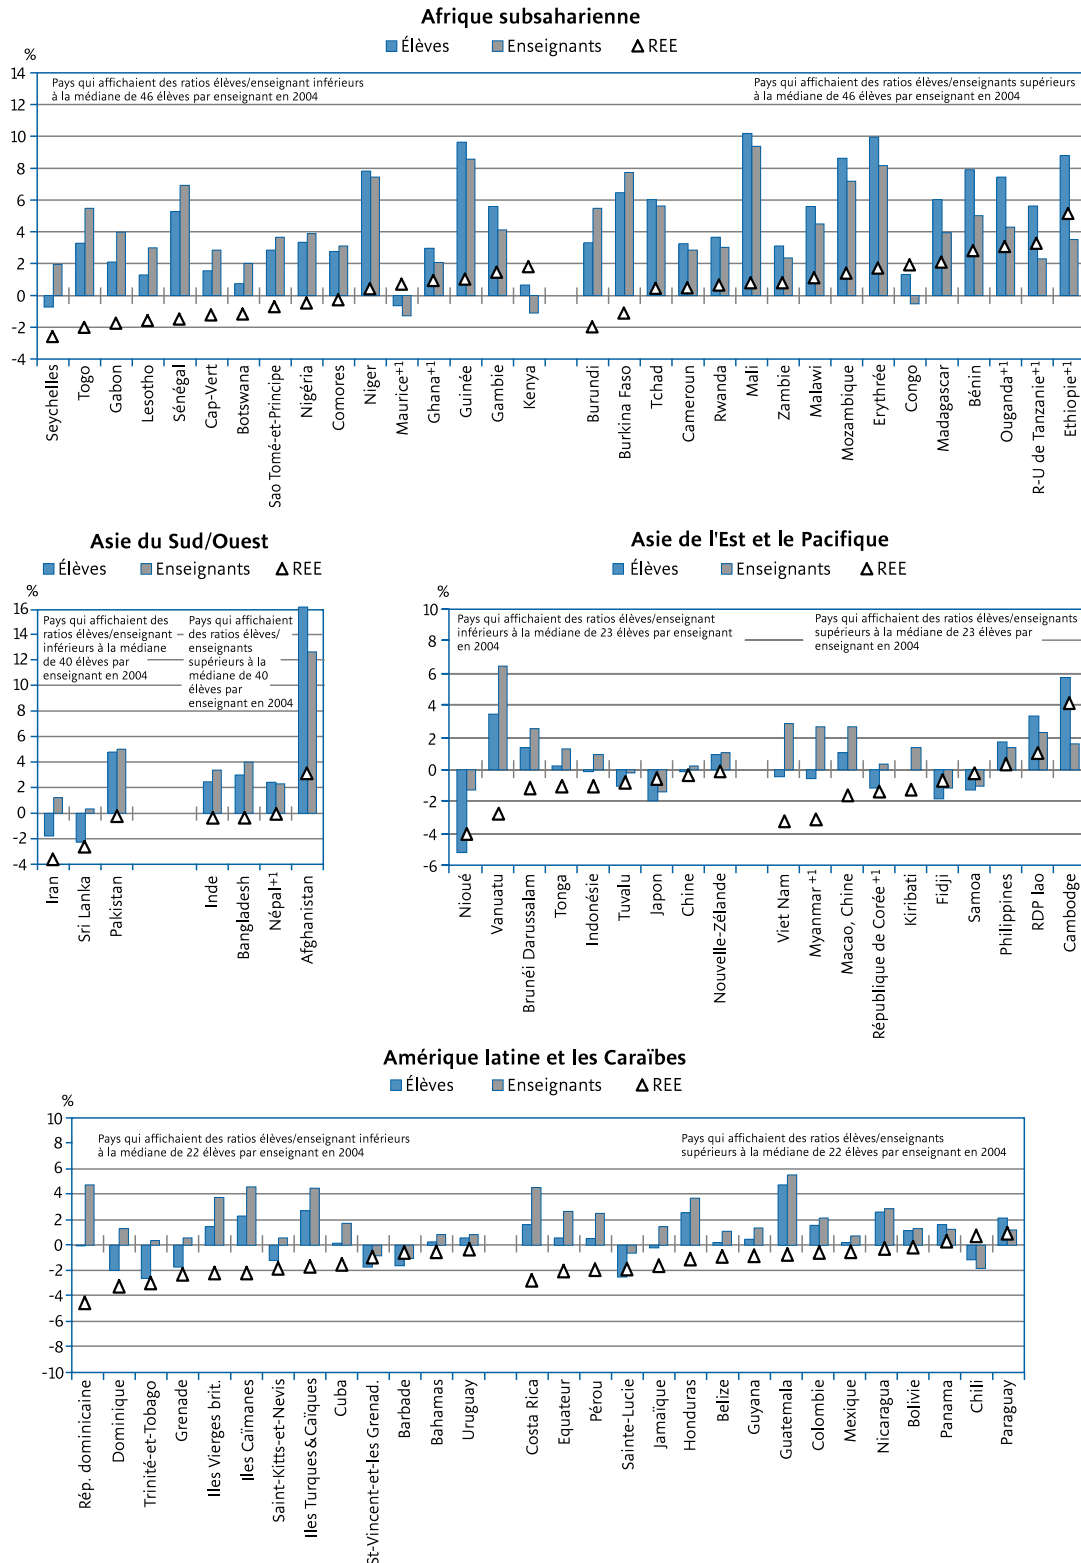 Afrique subsaharienne
Élèves Enseignants REE
%
Pays qui affichaient des ratios élèves/enseignant inférieurs
à la médiane de 46 élèves par enseignant en 2004
Pays qui affichaient des ratios élèves/enseignants supérieurs
à la médiane de 46 élèves par enseignant en 2004
14
12
10
8
6
4
2
0
-2
-4
Seychelles
Togo
Gabon
Lesotho
Sénégal
Cap-Vert
Botswana
Sao Tomé-et-Principe
Nigéria
Comores
Niger
Maurice+1
Ghana+1
Guinée
Gambie
Kenya
Burundi
Burkina Faso
Tchad
Cameroun
Rwanda
Mali
Zambie
Malawi
Mozambique
Erythrée
Congo
Madagascar
Bénin
Ouganda+1
R-U de Tanzanie+1
Ethiopie+1
Asie du Sud/Ouest
Élèves Enseignants REE
%
Pays qui affichaient des
ratios élèves/enseignant
inférieurs à la médiane
de 40 élèves par
enseignant en 2004
Pays qui affichaient
des ratios élèves/
enseignants
supérieurs à la
médiane de 40
élèves par
enseignant en 2004
16
14
12
10
8
6
4
2
0
-2
-4
Iran
Sri Lanka
Pakistan
Inde
Bangladesh
Népal+1
Afghanistan
Asie de l'Est et le Pacifique
Élèves Enseignants REE
%
Pays qui affichaient des ratios élèves/enseignant
inférieurs à la médiane de 23 élèves par enseignant
en 2004
Pays qui affichaient des ratios élèves/enseignants
supérieurs à la médiane de 23 élèves par
enseignant en 2004
10
8
6
4
2
0
-2
-4
-6
Nioué
Vanuatu
Brunéi Darussalam
Tonga
Indonésie
Tuvalu
Japon
Chine
Nouvelle-Zélande
Viet Nam
Myanmar +1
Macao, Chine
République de Corée+1
Kiribati
Fidji
Samoa
Philippines
RDP lao
Cambodge
Amérique latine et les Caraïbes
Élèves Enseignants REE
%
Pays qui affichaient des ratios élèves/enseignant inférieurs
à la médiane de 22 élèves par enseignant en 2004
Pays qui affichaient des ratios élèves/enseignants
supérieurs à la médiane de 22 élèves par enseignant en 2004
10
8
6
4
2
0
-2
-4
-6
-8
-10
Rép. dominicaine
Dominique
Trinité-et-Tobago
Grenade
Iles Vierges brit.
Iles Caïmanes
Saint-Kitts-et-Nevis
Iles Turques&Caïques
Cuba
St-Vincent-et-les Grenad.
Barbade
Bahamas
Uruguay
Costa Rica
Equateur
Pérou
Sainte-Lucie
Jamaïque
Honduras
Belize
Guyana
Guatemala
Colombie
Mexique
Nicaragua
Bolivie
Panama
Chili
Paraguay